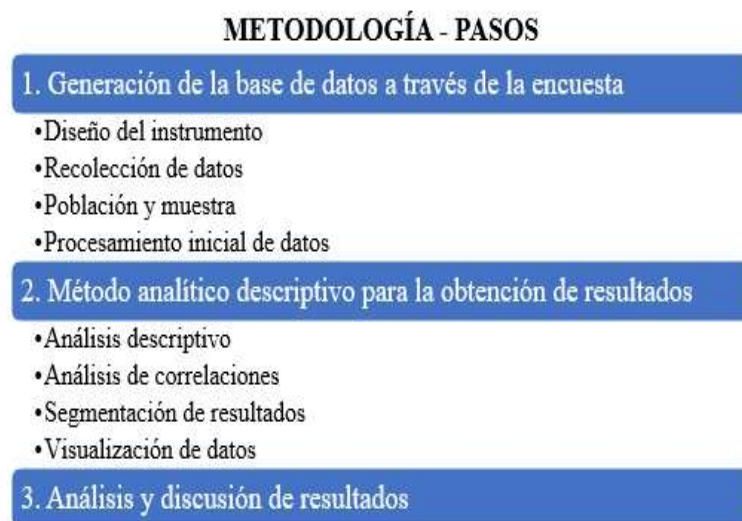 METODOLOGÍA - PASOS
1. Generación de la base de datos a través de la encuesta
•Diseño del instrumento
•Recolección de datos
•Población y muestra
•Procesamiento inicial de datos
2. Método analítico descriptivo para la obtención de resultados
•Análisis descriptivo
•Análisis de correlaciones
•Segmentación de resultados
•Visualización de datos
3. Análisis y discusión de resultados